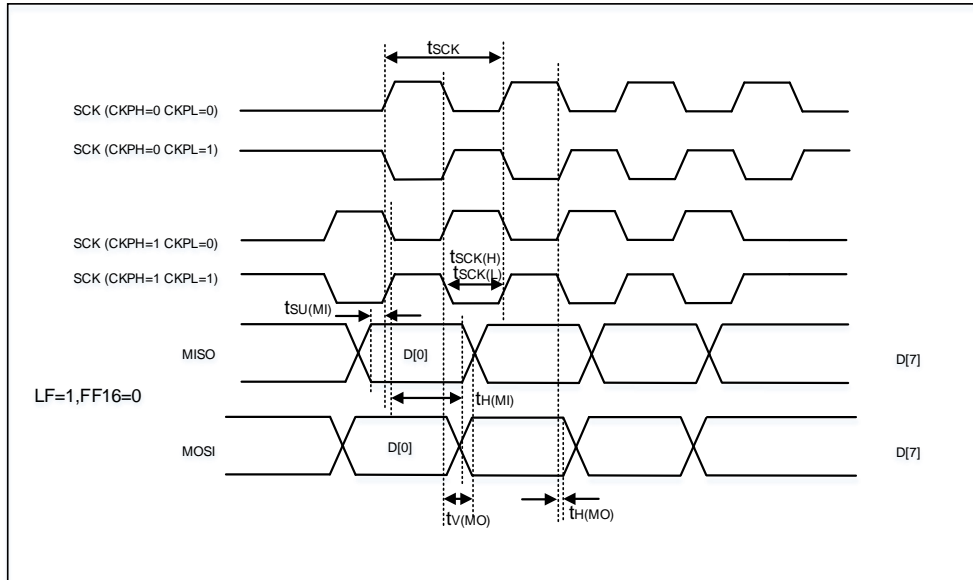 tSCK
SCK (CKPH=0 CKPL=0)
SCK (CKPH=0 CKPL=1)
SCK (CKPH=1 CKPL=0)
tSCK(H)
SCK (CKPH=1 CKPL=1)
tSCK(L)
tSU(MI)
MISO
D[0]
D[7]
LF=1,FF16=0
tH(MI)
MOSI
D[0]
D[7]
tV(MO)
tH(MO)